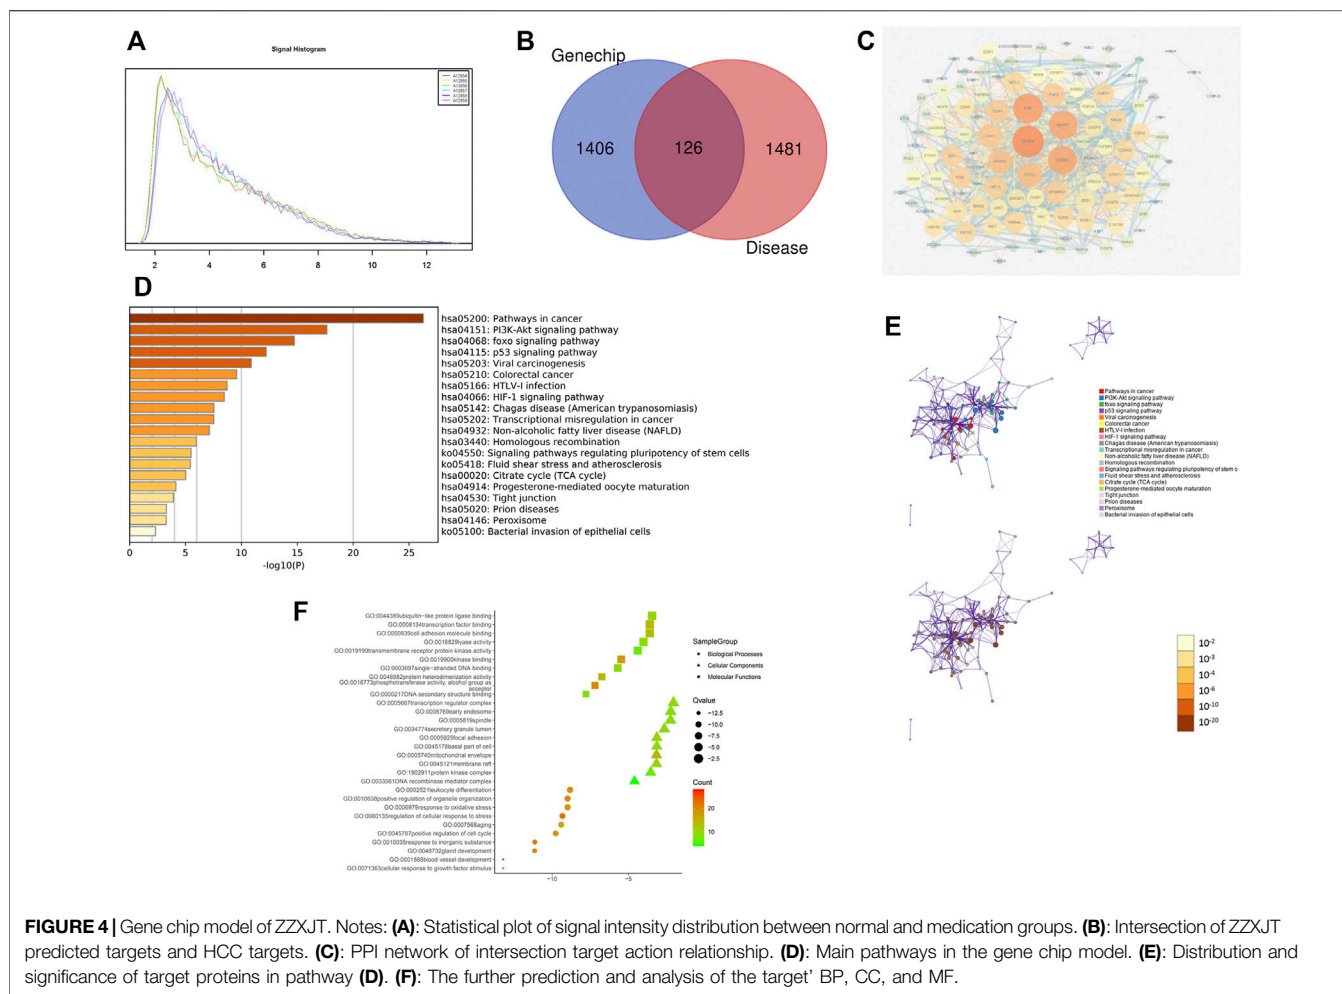 A
Signal Histogram
A12854
A12855
A12856
A12857
A12858
A12859
2
4
6
8
10
12
B
Genechip
1406
126
1481
Disease
C
D
hsa05200: Pathways in cancer
hsa04151: PI3K-Akt signaling pathway
hsa04068: foxo signaling pathway
hsa04115: p53 signaling pathway
hsa05203: Viral carcinogenesis
hsa05210: Colorectal cancer
hsa05166: HTLV-I infection
hsa04066: HIF-1 signaling pathway
hsa05142: Chagas disease (American trypanosomiasis)
hsa05202: Transcriptional misregulation in cancer
hsa04932: Non-alcoholic fatty liver disease (NAFLD)
hsa03440: Homologous recombination
ko04550: Signaling pathways regulating pluripotency of stem cells
ko05418: Fluid shear stress and atherosclerosis
hsa00020: Citrate cycle (TCA cycle)
hsa04914: Progesterone-mediated oocyte maturation
hsa04530: Tight junction
hsa05020: Prion diseases
hsa04146: Peroxisome
ko05100: Bacterial invasion of epithelial cells
0
5
10
15
20
25
-log10(P)
E
Pathways in cancer
PI3K-Akt signaling pathway
foxo signaling pathway
p53 signaling pathway
Viral carcinogenesis
Colorectal cancer
HTLV-I infection
HIF-1 signaling pathway
Chagas disease (American trypanosomiasis)
Transcriptional misregulation in cancer
Non-alcoholic fatty liver disease (NAFLD)
Homologous recombination
Signaling pathways regulating pluripotency of stem c
Fluid shear stress and atherosclerosis
Citrate cycle (TCA cycle)
Progesterone-mediated oocyte maturation
Tight junction
Prion diseases
Peroxisome
Bacterial invasion of epithelial cells
10-2
10-3
10-4
10-6
10-10
10-20
F
GO:0044389ubiquitin-like protein ligase binding
GO:0008134transcription factor binding
GO:0050839cell adhesion molecule binding
GO:0016829lyase activity
GO:0019199transmembrane receptor protein kinase activity
GO:0019900kinase binding
GO:0003697single-stranded DNA binding
GO:0046982protein heterodimerization activity
GO:0016773phosphotransferase activity, alcohol group as
acceptor
GO:0000217DNA secondary structure binding
GO:0005667transcription regulator complex
GO:0005769early endosome
GO:0005819spindle
GO:0034774secretory granule lumen
GO:0005925focal adhesion
GO:0045178basal part of cell
GO:0005740mitochondrial envelope
GO:0045121membrane raft
GO:1902911protein kinase complex
GO:0033061DNA recombinase mediator complex
GO:0002521leukocyte differentiation
GO:0010638positive regulation of organelle organization
GO:0006979response to oxidative stress
GO:0080135regulation of cellular response to stress
GO:0007568aging
GO:0045787positive regulation of cell cycle
GO:0010035response to inorganic substance
GO:0048732gland development
GO:0001568blood vessel development
GO:0071363cellular response to growth factor stimulus
−10
−5
SampleGroup
Biological Processes
Cellular Components
Molecular Functions
Qvalue
−12.5
−10.0
−7.5
−5.0
−2.5
Count
20
10
FIGURE 4 | Gene chip model of ZZXJT. Notes: (A): Statistical plot of signal intensity distribution between normal and medication groups. (B): Intersection of ZZXJT
predicted targets and HCC targets. (C): PPI network of intersection target action relationship. (D): Main pathways in the gene chip model. (E): Distribution and
significance of target proteins in pathway (D). (F): The further prediction and analysis of the target' BP, CC, and MF.